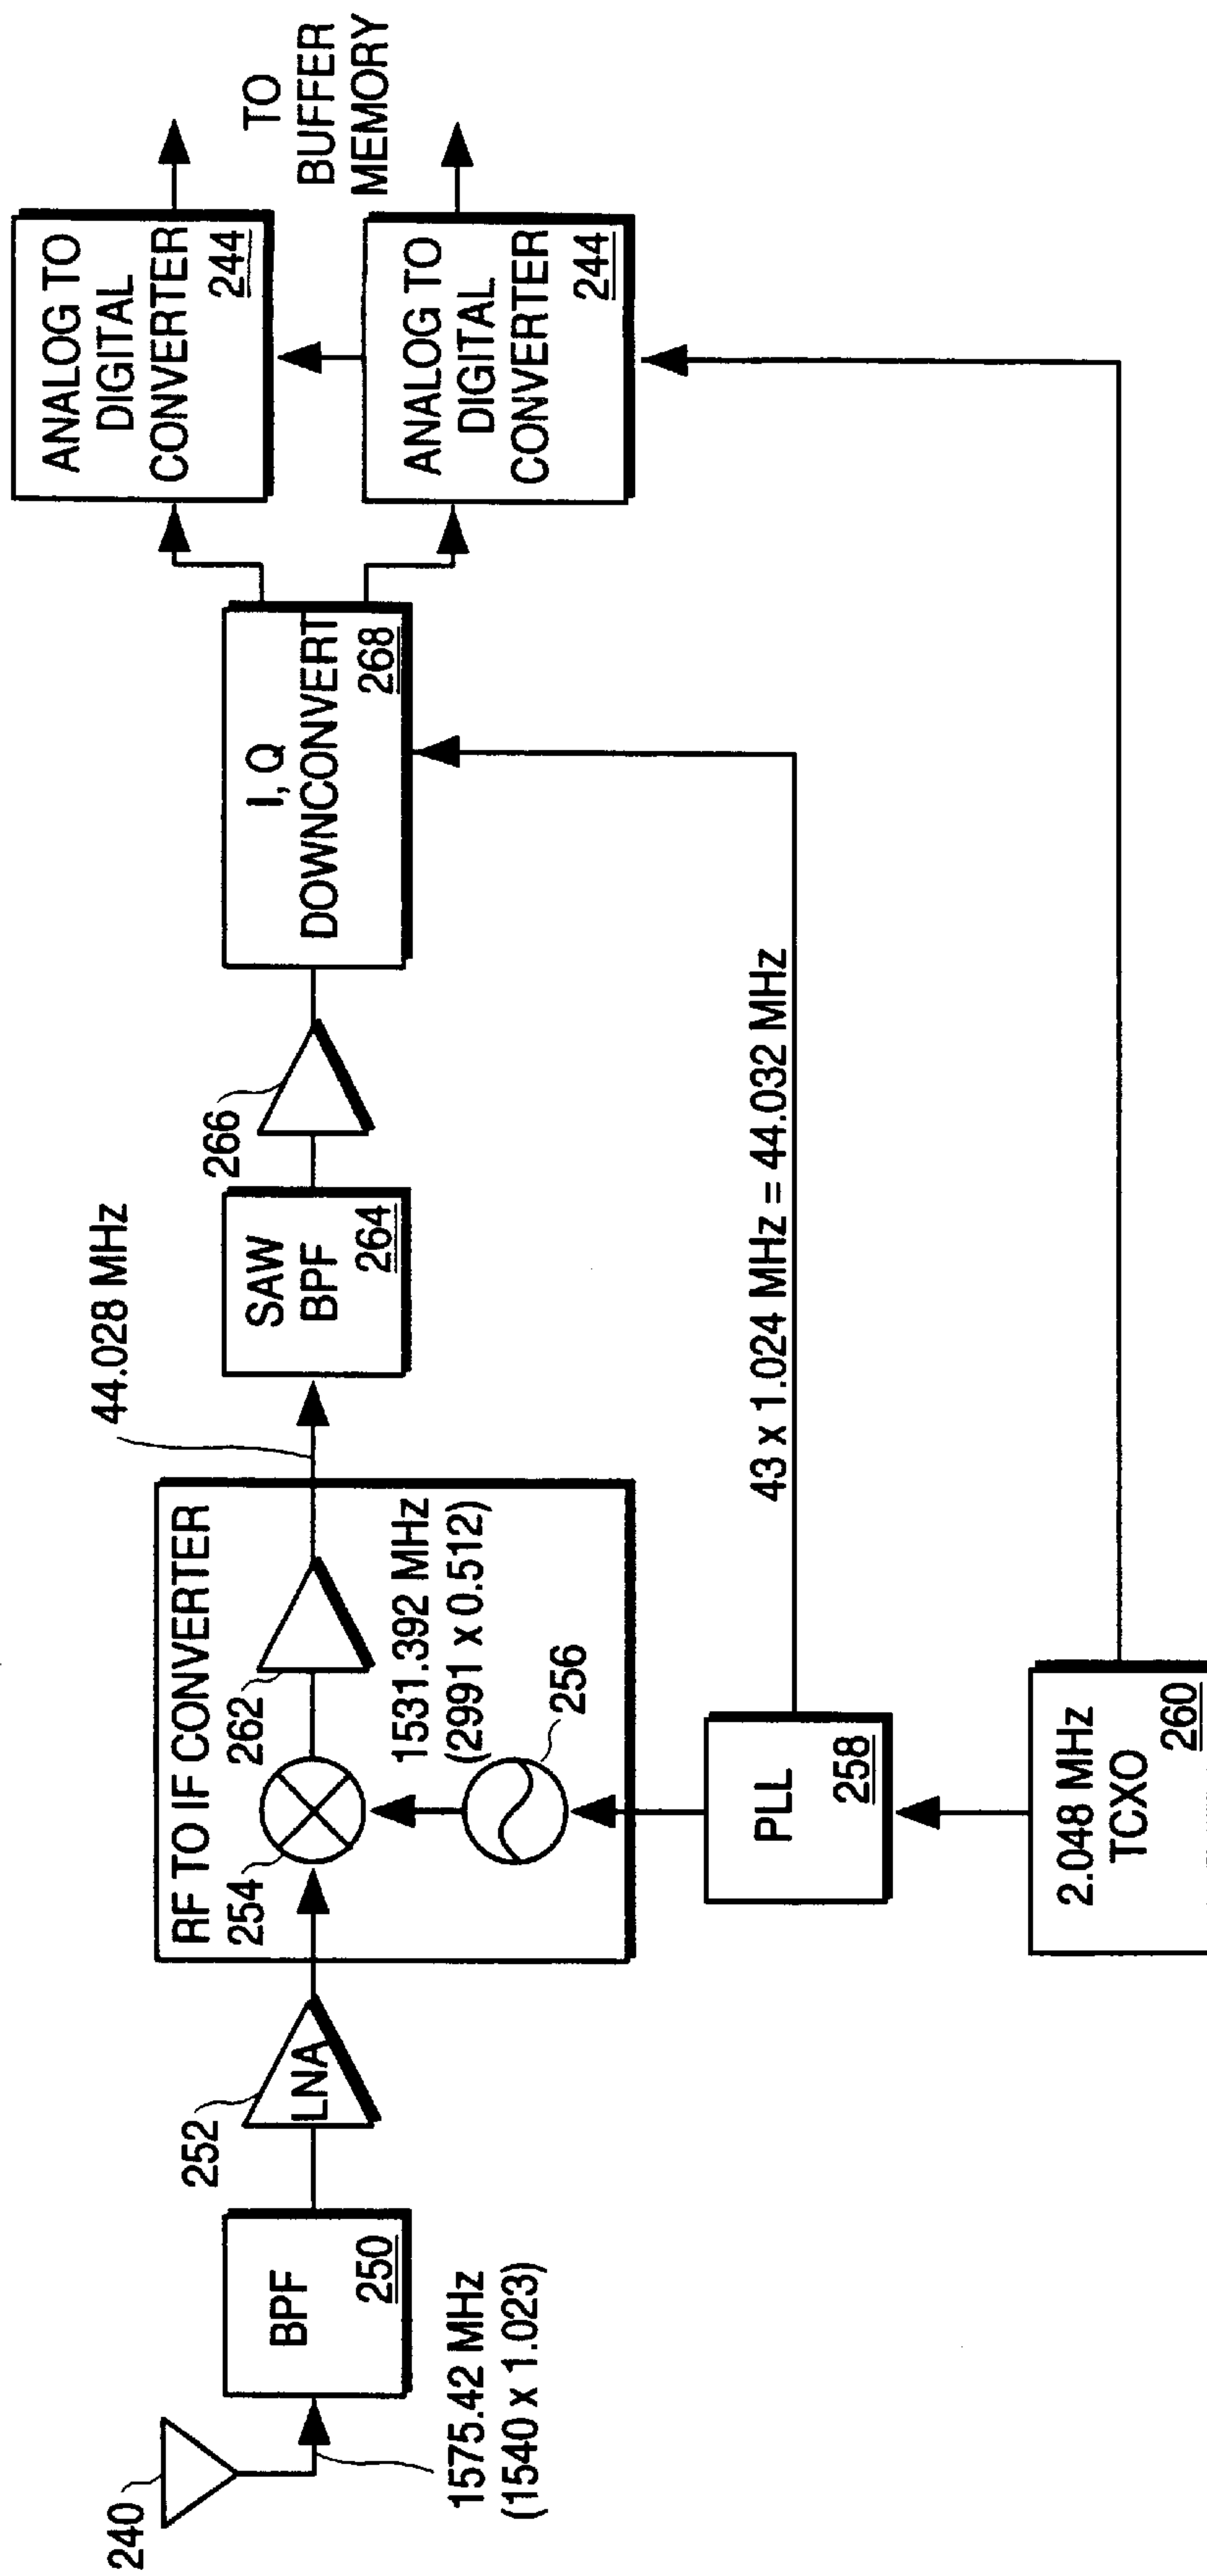 240
1575.42 MHz
(1540 x 1.023)
BPF
250
252
LNA
RF TO IF CONVERTER
254
262
1531.392 MHz
(2991 x 0.512)
256
44.028 MHz
SAW
BPF
264
266
I, Q
DOWNCONVERT
268
ANALOG TO
DIGITAL
CONVERTER
244
ANALOG TO
DIGITAL
CONVERTER
244
TO
BUFFER
MEMORY
43 x 1.024 MHz = 44.032 MHz
PLL
258
2.048 MHz
TCXO
260